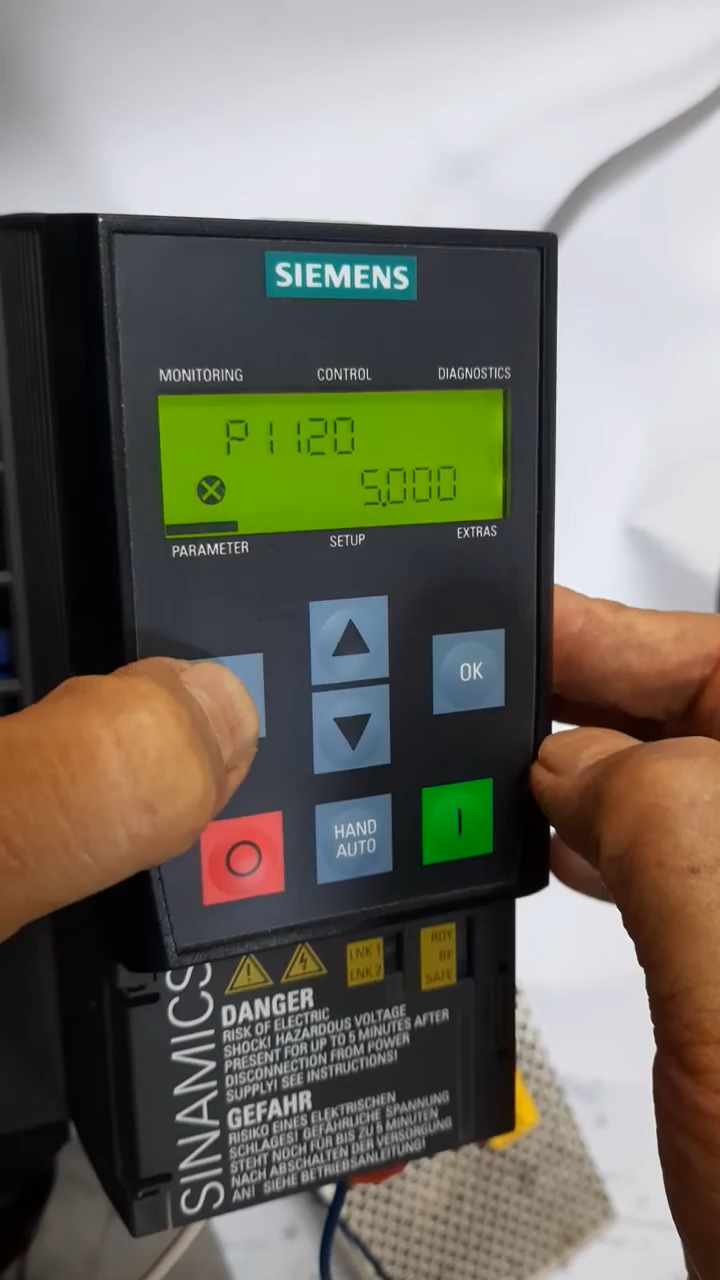 SIEMENS
MONITORING CONTROL DIAGNOSTICS
P1120
5.000
PARAMETER SETUP EXTRAS
OK
HAND
AUTO
LNK 1
LNK 2
RDY
BF
SAFE
SINAMICS
DANGER
RISK OF ELECTRIC
SHOCK! HAZARDOUS VOLTAGE
PRESENT FOR UP TO 5 MINUTES AFTER
DISCONNECTION FROM POWER
SUPPLY! SEE INSTRUCTIONS!
GEFAHR
RISIKO EINES ELEKTRISCHEN
SCHLAGES! GEFÄHRLICHE SPANNUNG
STEHT NOCH FÜR BIS ZU 5 MINUTEN
NACH ABSCHALTEN DER VERSORGUNG
AN! SIEHE BETRIEBSANLEITUNG!